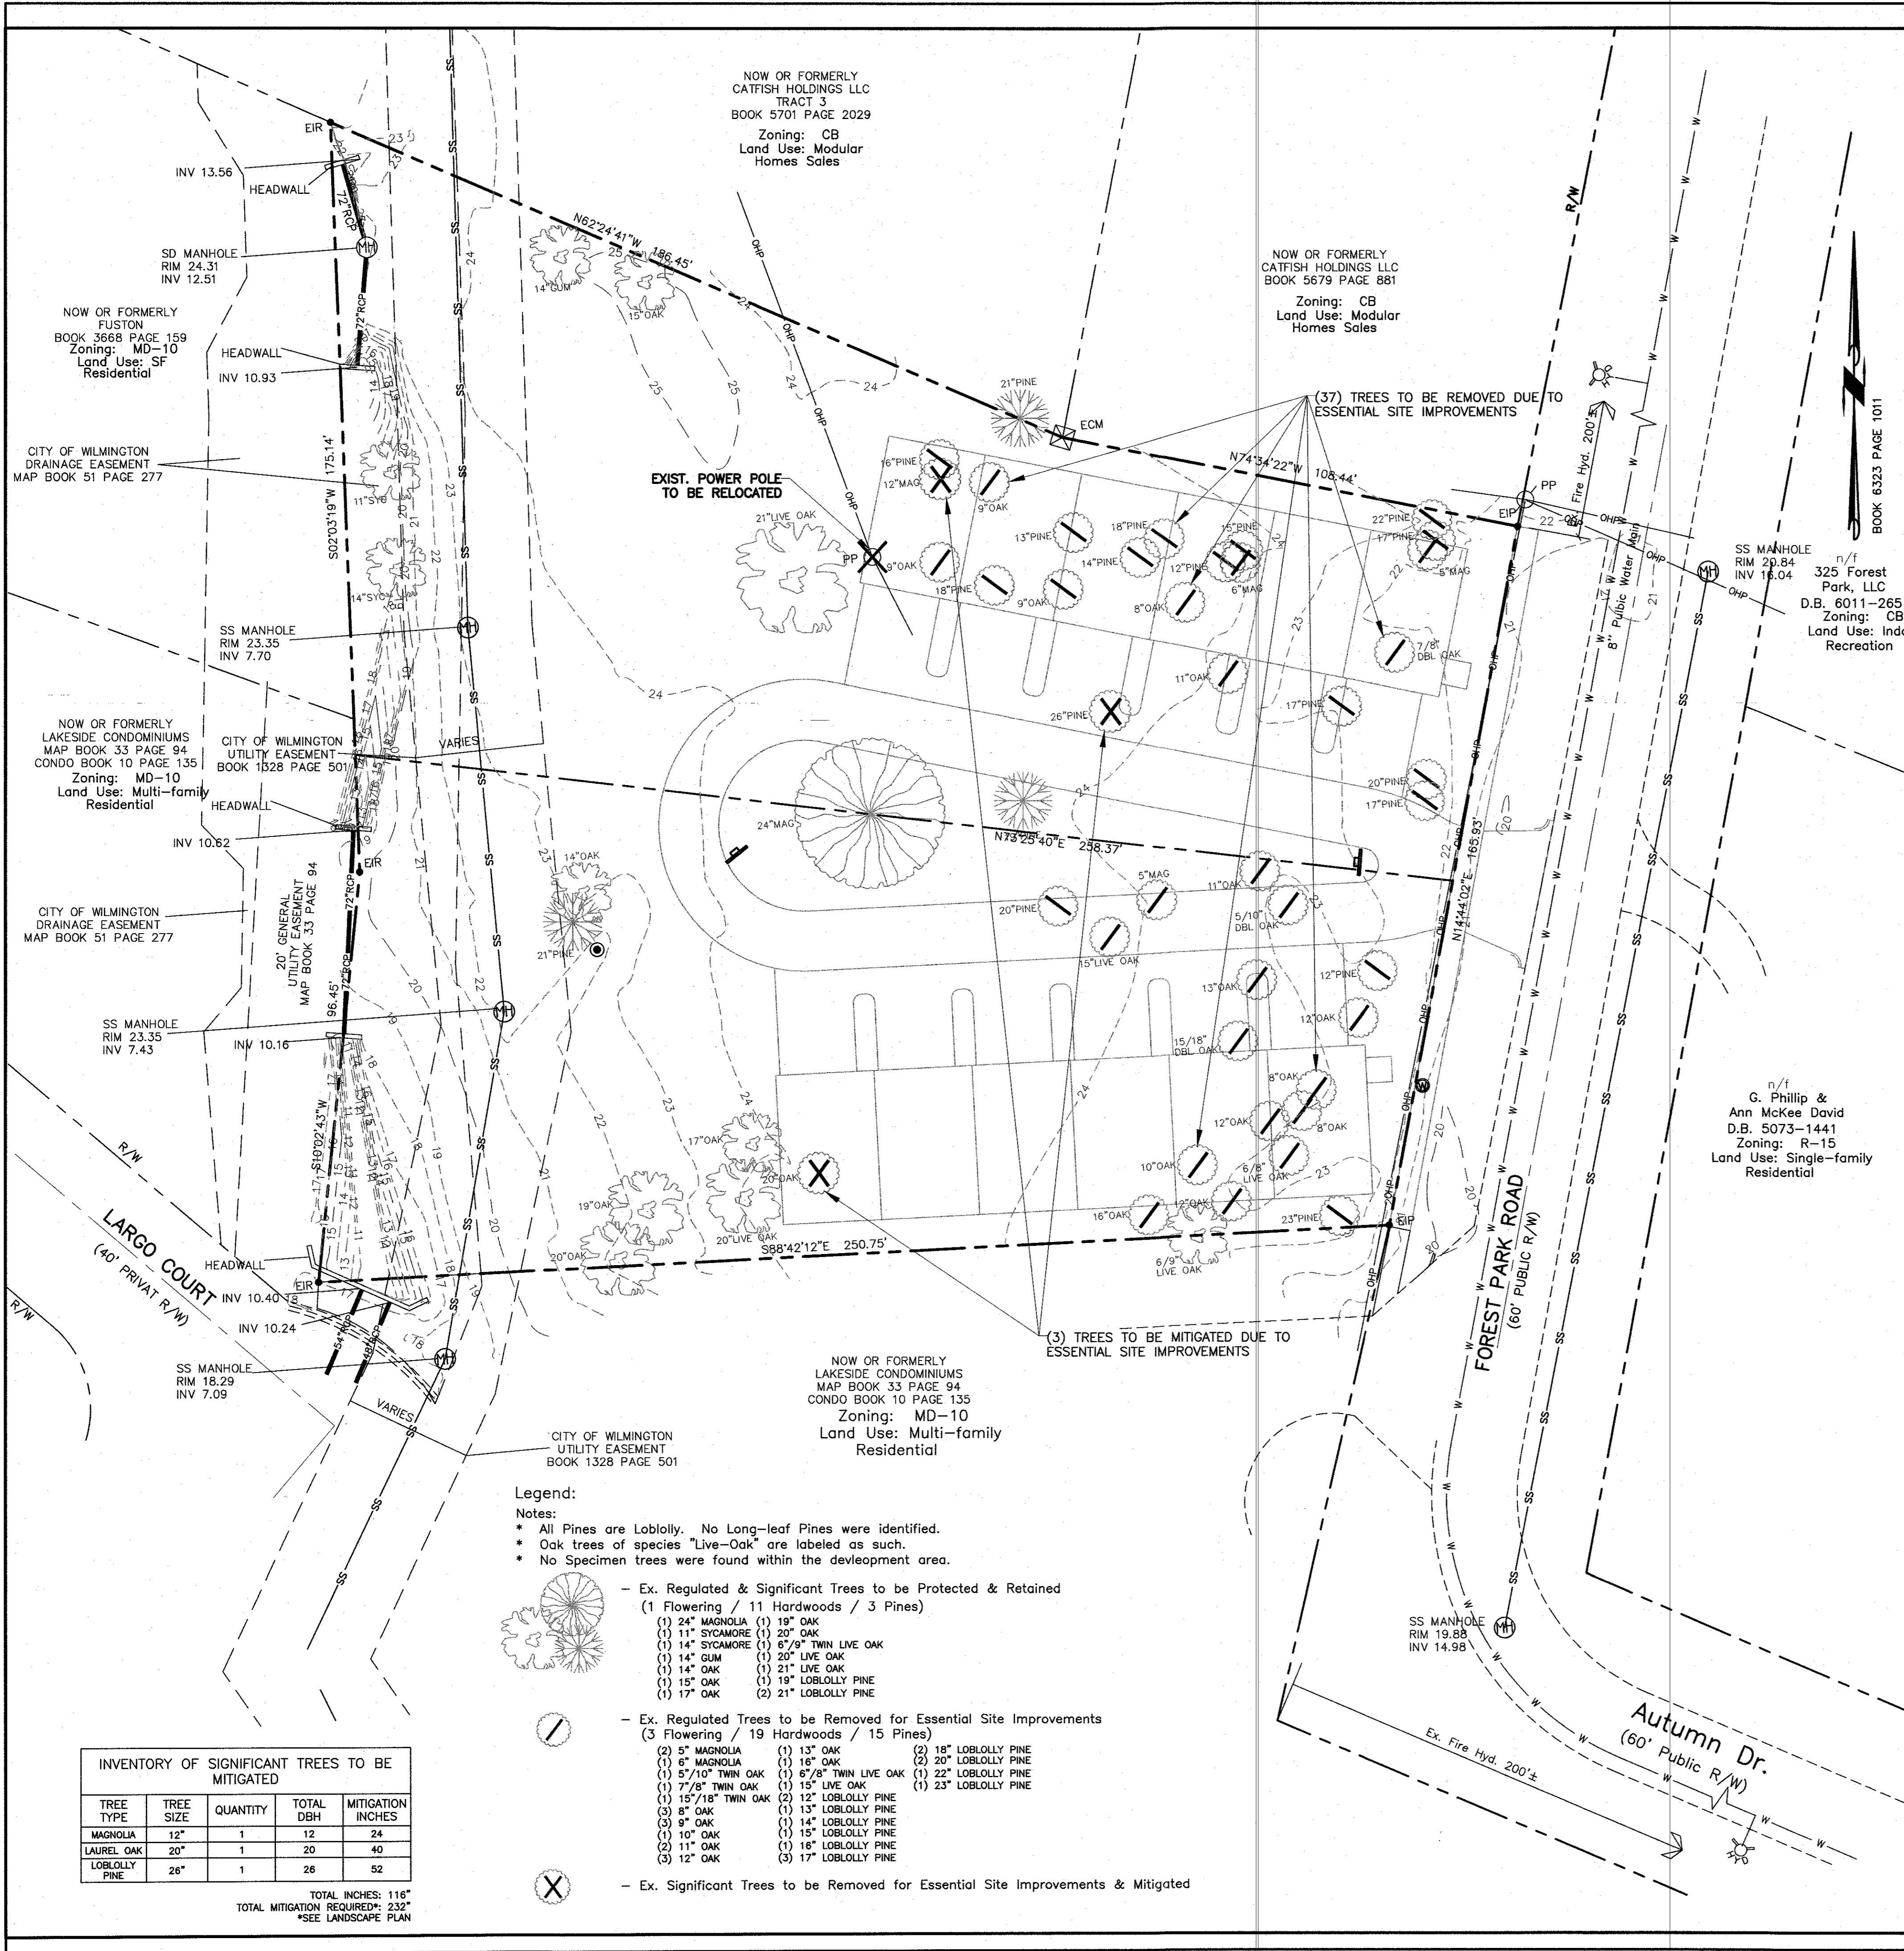 NOW OR FORMERLY
CATFISH HOLDINGS LLC
TRACT 3
BOOK 5701 PAGE 2029
Zoning: CB
Land Use: Modular
Homes Sales
EIR
INV 13.56
HEADWALL
72"RCP
SD MANHOLE
RIM 24.31
INV 12.51
MH
NOW OR FORMERLY
FUSTON
BOOK 3668 PAGE 159
Zoning: MD-10
Land Use: SF
Residential
72"RCP
HEADWALL
INV 10.93
CITY OF WILMINGTON
DRAINAGE EASEMENT
MAP BOOK 51 PAGE 277
S02°03'19"W 175.14'
11"SYC
14"SYC
SS MANHOLE
RIM 23.35
INV 7.70
MH
N62°24'41"W 186.45'
14"GUM
15"OAK
OHP
NOW OR FORMERLY
CATFISH HOLDINGS LLC
BOOK 5679 PAGE 881
Zoning: CB
Land Use: Modular
Homes Sales
R/W
21"PINE
ECM
(37) TREES TO BE REMOVED DUE TO
ESSENTIAL SITE IMPROVEMENTS
N74°34'22"W 108.44'
Ex. Fire Hyd. 200'±
HYD
BOOK 6323 PAGE 1011
EXIST. POWER POLE
TO BE RELOCATED
PP
21"LIVE OAK
16"PINE
12"MAG
9"OAK
9"OAK
13"PINE
18"PINE
14"PINE
15"PINE
12"PINE
6"MAG
18"PINE
9"OAK
8"OAK
22"PINE
17"PINE
5"MAG
7/8"
DBL OAK
11"OAK
17"PINE
26"PINE
20"PINE
17"PINE
EIP
PP
SS MANHOLE
RIM 20.84
INV 16.04
MH
8" Pulbic Water Main
n/f
325 Forest
Park, LLC
D.B. 6011-265
Zoning: CB
Land Use: Indo
Recreation
NOW OR FORMERLY
LAKESIDE CONDOMINIUMS
MAP BOOK 33 PAGE 94
CONDO BOOK 10 PAGE 135
Zoning: MD-10
Land Use: Multi-family
Residential
CITY OF WILMINGTON
UTILITY EASEMENT
BOOK 1328 PAGE 501
VARIES
HEADWALL
INV 10.62
EIR
72"RCP
CITY OF WILMINGTON
DRAINAGE EASEMENT
MAP BOOK 51 PAGE 277
20' GENERAL
UTILITY EASEMENT
MAP BOOK 33 PAGE 94
96.45'
72"RCP
SS MANHOLE
RIM 23.35
INV 7.43
MH
INV 10.16
24"MAG
N73°25'40"E 258.37'
14"OAK
21"PINE
20"PINE
5"MAG
11"OAK
5/10"
DBL OAK
15"LIVE OAK
12"PINE
13"OAK
12"OAK
15/18"
DBL OAK
N14°44'02"E 165.93'
8"OAK
12"OAK
8"OAK
10"OAK
6/8"
LIVE OAK
12"OAK
16"OAK
23"PINE
6/9"
LIVE OAK
17"OAK
20"OAK
19"OAK
20"OAK
20"LIVE OAK
EIP
S88°42'12"E 250.75'
S10°02'43"W
n/f
G. Phillip &
Ann McKee David
D.B. 5073-1441
Zoning: R-15
Land Use: Single-family
Residential
FOREST PARK ROAD
(60' PUBLIC R/W)
R/W
LARGO COURT
(40' PRIVAT R/W)
R/W
HEADWALL
EIR
INV 10.40
INV 10.24
54"RCP
48"RCP
SS MANHOLE
RIM 18.29
INV 7.09
MH
VARIES
CITY OF WILMINGTON
UTILITY EASEMENT
BOOK 1328 PAGE 501
(3) TREES TO BE MITIGATED DUE TO
ESSENTIAL SITE IMPROVEMENTS
NOW OR FORMERLY
LAKESIDE CONDOMINIUMS
MAP BOOK 33 PAGE 94
CONDO BOOK 10 PAGE 135
Zoning: MD-10
Land Use: Multi-family
Residential
Legend:
Notes:
* All Pines are Loblolly. No Long-leaf Pines were identified.
* Oak trees of species "Live-Oak" are labeled as such.
* No Specimen trees were found within the devleopment area.
- Ex. Regulated & Significant Trees to be Protected & Retained
(1 Flowering / 11 Hardwoods / 3 Pines)
(1) 24" MAGNOLIA (1) 19" OAK
(1) 11" SYCAMORE (1) 20" OAK
(1) 14" SYCAMORE (1) 6"/9" TWIN LIVE OAK
(1) 14" GUM (1) 20" LIVE OAK
(1) 14" OAK (1) 21" LIVE OAK
(1) 15" OAK (1) 19" LOBLOLLY PINE
(1) 17" OAK (2) 21" LOBLOLLY PINE
- Ex. Regulated Trees to be Removed for Essential Site Improvements
(3 Flowering / 19 Hardwoods / 15 Pines)
(2) 5" MAGNOLIA (1) 13" OAK (2) 18" LOBLOLLY PINE
(1) 6" MAGNOLIA (1) 16" OAK (2) 20" LOBLOLLY PINE
(1) 5"/10" TWIN OAK (1) 6"/8" TWIN LIVE OAK (1) 22" LOBLOLLY PINE
(1) 7"/8" TWIN OAK (1) 15" LIVE OAK (1) 23" LOBLOLLY PINE
(1) 15"/18" TWIN OAK (2) 12" LOBLOLLY PINE
(3) 8" OAK (1) 13" LOBLOLLY PINE
(3) 9" OAK (1) 14" LOBLOLLY PINE
(1) 10" OAK (1) 15" LOBLOLLY PINE
(2) 11" OAK (1) 16" LOBLOLLY PINE
(3) 12" OAK (3) 17" LOBLOLLY PINE
- Ex. Significant Trees to be Removed for Essential Site Improvements & Mitigated
SS MANHOLE
RIM 19.88
INV 14.98
MH
Autumn Dr.
(60' Public R/W)
Ex. Fire Hyd. 200'±
HYD
INVENTORY OF SIGNIFICANT TREES TO BE
MITIGATED
TREE TYPE TREE SIZE QUANTITY TOTAL DBH MITIGATION INCHES
MAGNOLIA 12" 1 12 24
LAUREL OAK 20" 1 20 40
LOBLOLLY PINE 26" 1 26 52
TOTAL INCHES: 116"
TOTAL MITIGATION REQUIRED*: 232"
*SEE LANDSCAPE PLAN